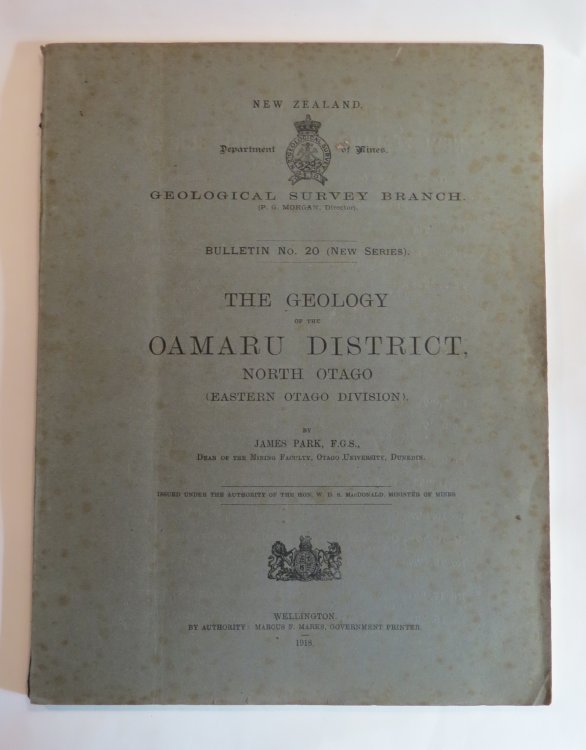 NEW ZEALAND.
Department of Mines.
GEOLOGICAL SURVEY BRANCH.
(P. G. MORGAN, Director).
BULLETIN No. 20 (NEW SERIES).
THE GEOLOGY
OF THE
OAMARU DISTRICT,
NORTH OTAGO
(EASTERN OTAGO DIVISION).
BY
JAMES PARK, F.G.S.,
DEAN OF THE MINING FACULTY, OTAGO UNIVERSITY, DUNEDIN.
ISSUED UNDER THE AUTHORITY OF THE HON. W. D. S. MACDONALD, MINISTER OF MINES
WELLINGTON.
BY AUTHORITY: MARCUS F. MARKS, GOVERNMENT PRINTER.
1918.